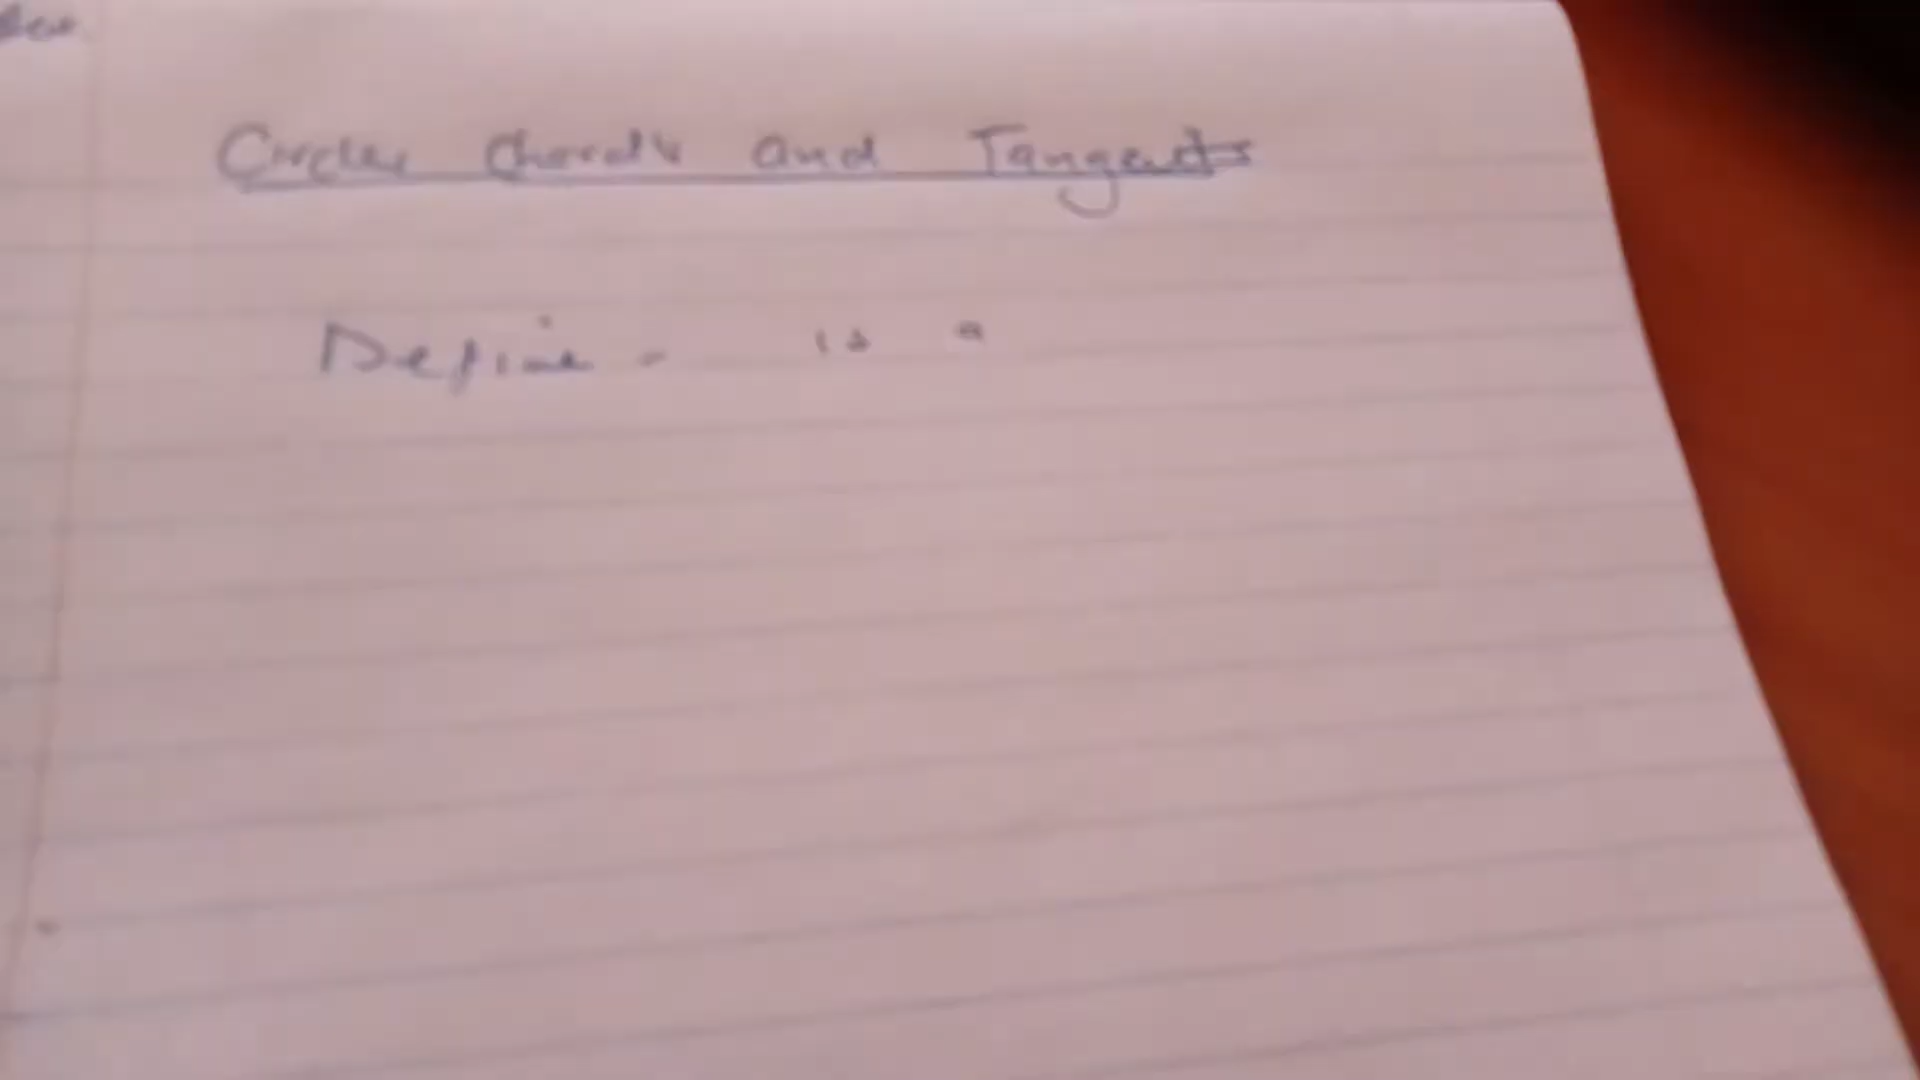 Circles Chords and Tangents
Define - is a